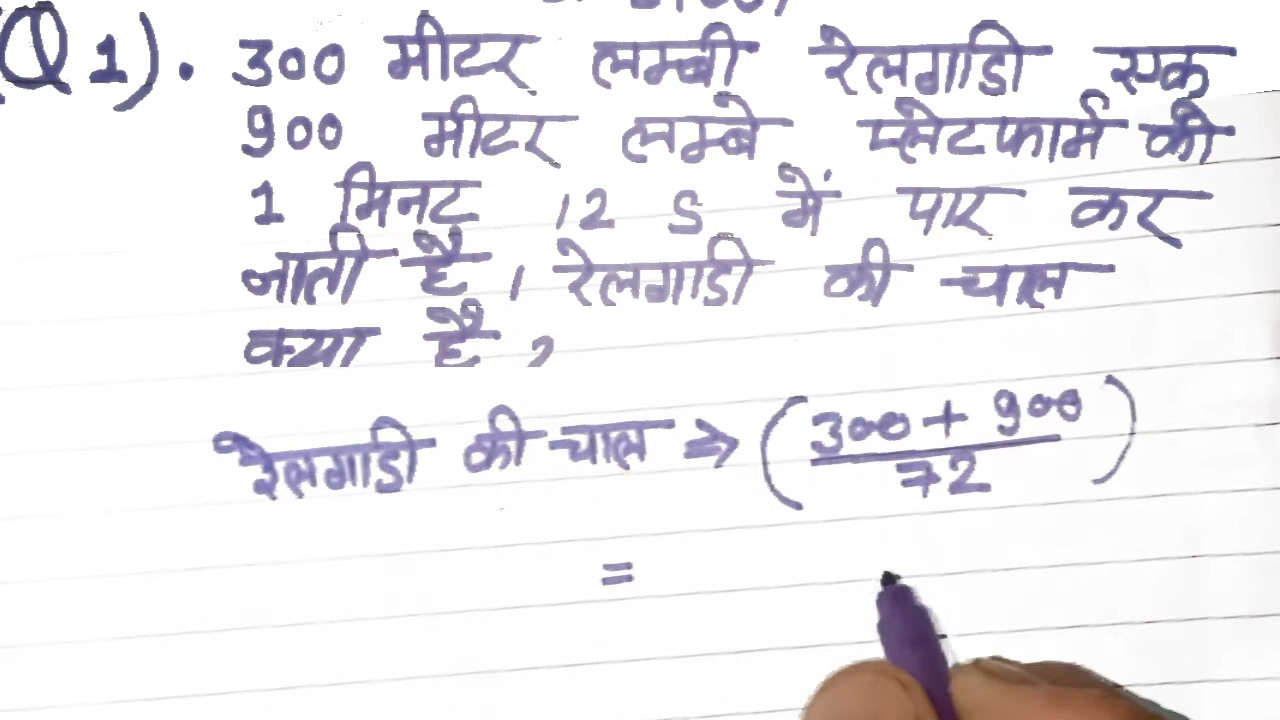 Q1). 300 मीटर लम्बी रेलगाडी एक
900 मीटर लम्बे प्लेटफार्म को
1 मिनट 12 S में पार कर
जाती है, रेलगाडी की चाल
क्या है,
रेलगाडी की चाल ⇒ (300 + 900 / 72)
=